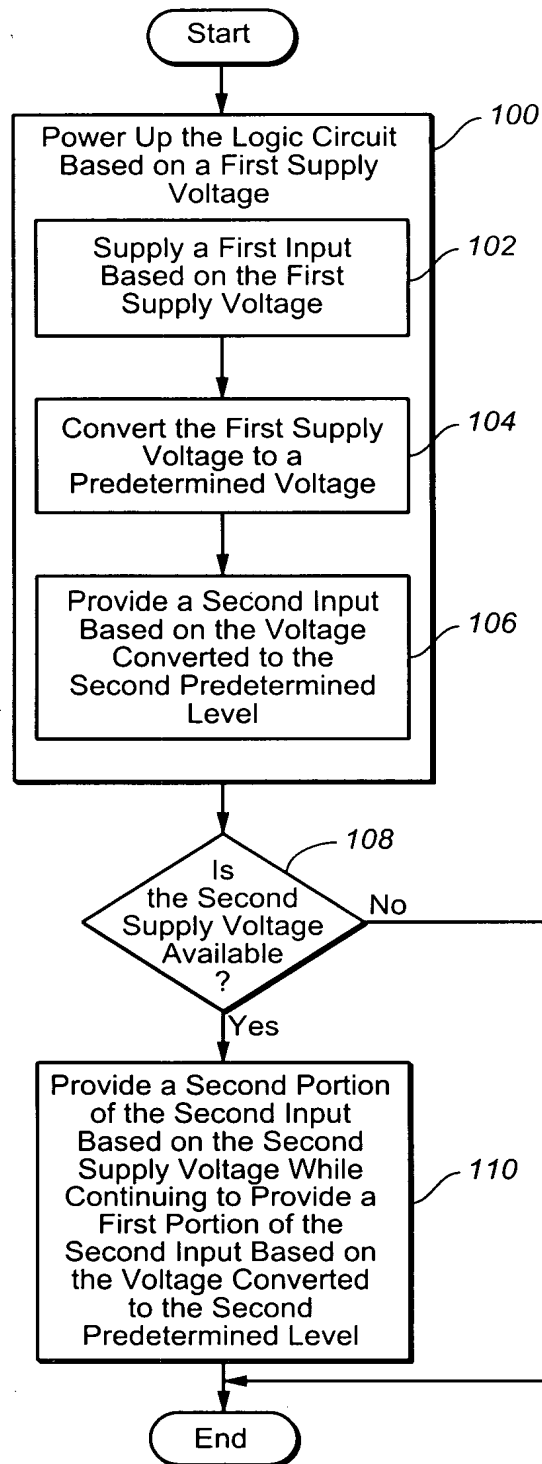 Start
100
Power Up the Logic Circuit
Based on a First Supply
Voltage
102
Supply a First Input
Based on the First
Supply Voltage
104
Convert the First Supply
Voltage to a
Predetermined Voltage
106
Provide a Second Input
Based on the Voltage
Converted to the
Second Predetermined
Level
108
Is
the Second
Supply Voltage
Available
?
No
Yes
110
Provide a Second Portion
of the Second Input
Based on the Second
Supply Voltage While
Continuing to Provide a
First Portion of the
Second Input Based on
the Voltage Converted
to the Second
Predetermined Level
End